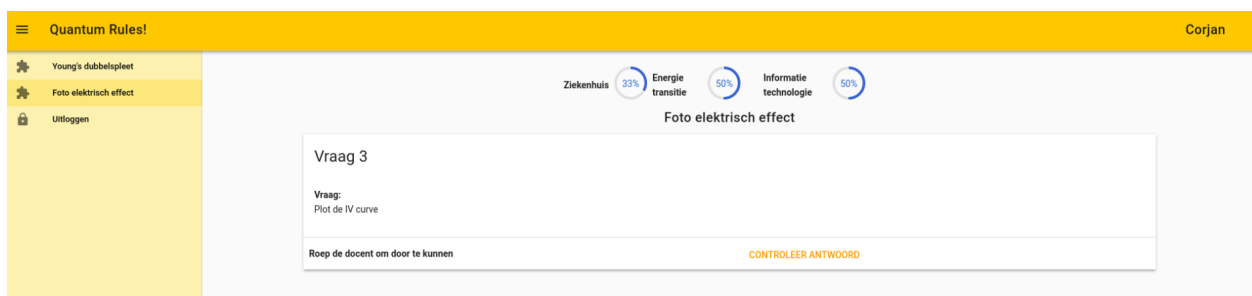 Quantum Rules!
Corjan
Young's dubbelspleet
Foto elektrisch effect
Uitloggen
Ziekenhuis
33%
Energie
transitie
50%
Informatie
technologie
50%
Foto elektrisch effect
Vraag 3
Vraag:
Plot de IV curve
Roep de docent om door te kunnen
CONTROLEER ANTWOORD